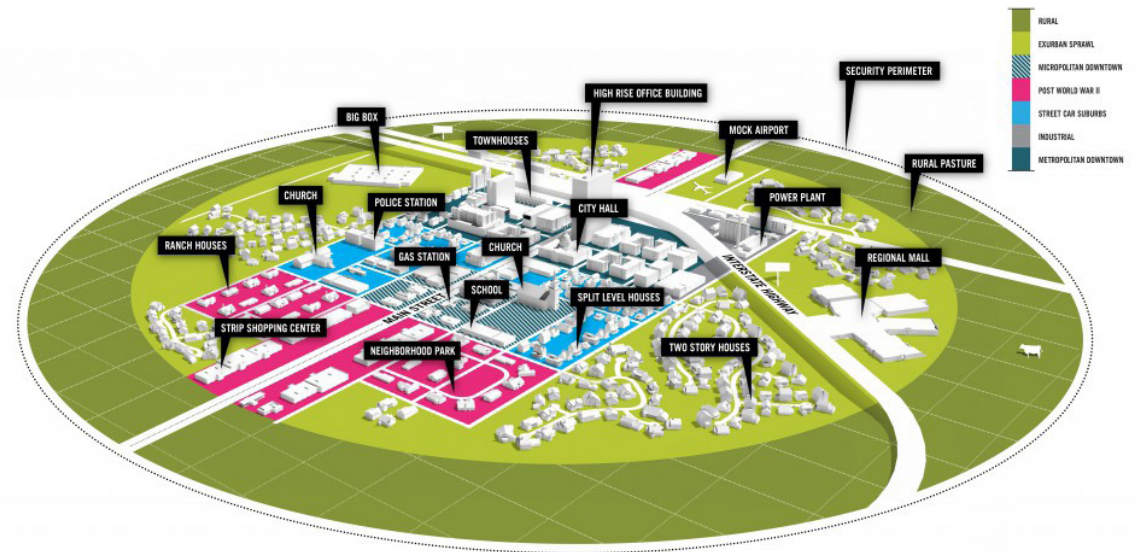 RURAL
EXURBAN SPRAWL
MICROPOLITAN DOWNTOWN
POST WORLD WAR II
STREET CAR SUBURBS
INDUSTRIAL
METROPOLITAN DOWNTOWN
SECURITY PERIMETER
HIGH RISE OFFICE BUILDING
BIG BOX
MOCK AIRPORT
TOWNHOUSES
RURAL PASTURE
CHURCH
POWER PLANT
POLICE STATION
CITY HALL
RANCH HOUSES
CHURCH
GAS STATION
REGIONAL MALL
INTERSTATE HIGHWAY
SCHOOL
SPLIT LEVEL HOUSES
MAIN STREET
STRIP SHOPPING CENTER
TWO STORY HOUSES
NEIGHBORHOOD PARK